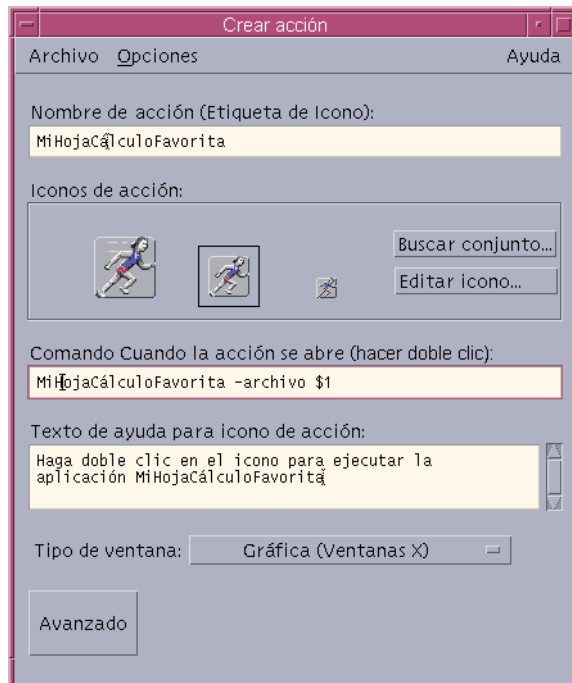 Crear acción
Archivo Opciones Ayuda
Nombre de acción (Etiqueta de Icono):
MiHojaCálculoFavorita
Iconos de acción:
Buscar conjunto...
Editar icono...
Comando Cuando la acción se abre (hacer doble clic):
MiHojaCálculoFavorita -archivo $1
Texto de ayuda para icono de acción:
Haga doble clic en el icono para ejecutar la
aplicación MiHojaCálculoFavorita
Tipo de ventana: Gráfica (Ventanas X)
Avanzado